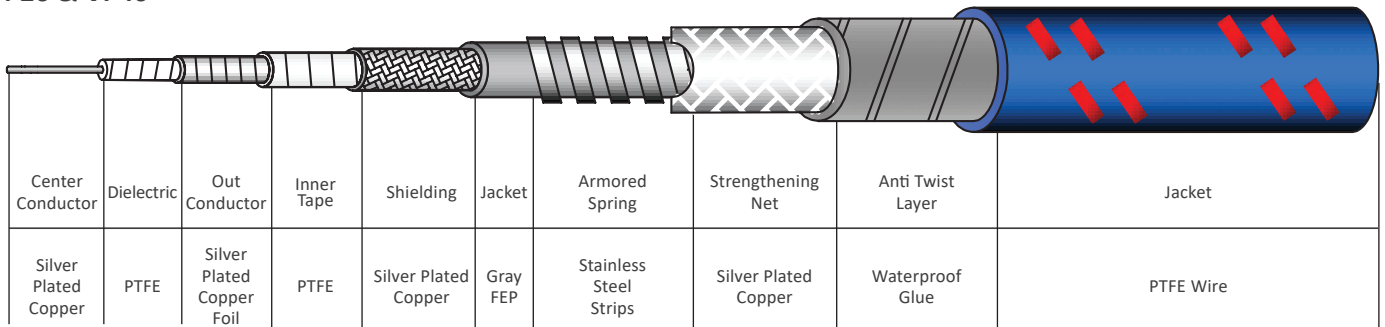 Center
Conductor
Dielectric
Out
Conductor
Inner
Tape
Shielding
Jacket
Armored
Spring
Strengthening
Net
Anti Twist
Layer
Jacket
Silver
Plated
Copper
PTFE
Silver
Plated
Copper
Foil
PTFE
Silver Plated
Copper
Gray
FEP
Stainless
Steel
Strips
Silver Plated
Copper
Waterproof
Glue
PTFE Wire